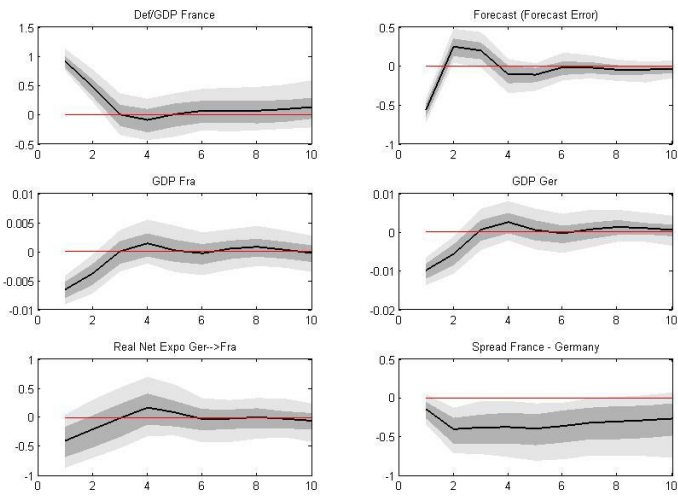 Def/GDP France
1.5
1
0.5
0
-0.5
0 2 4 6 8 10
Forecast (Forecast Error)
0.5
0
-0.5
-1
0 2 4 6 8 10
GDP Fra
0.01
0.005
0
-0.005
-0.01
0 2 4 6 8 10
GDP Ger
0.01
0
-0.01
-0.02
0 2 4 6 8 10
Real Net Expo Ger-->Fra
1
0.5
0
-0.5
-1
0 2 4 6 8 10
Spread France - Germany
0
-0.5
-1
0 2 4 6 8 10